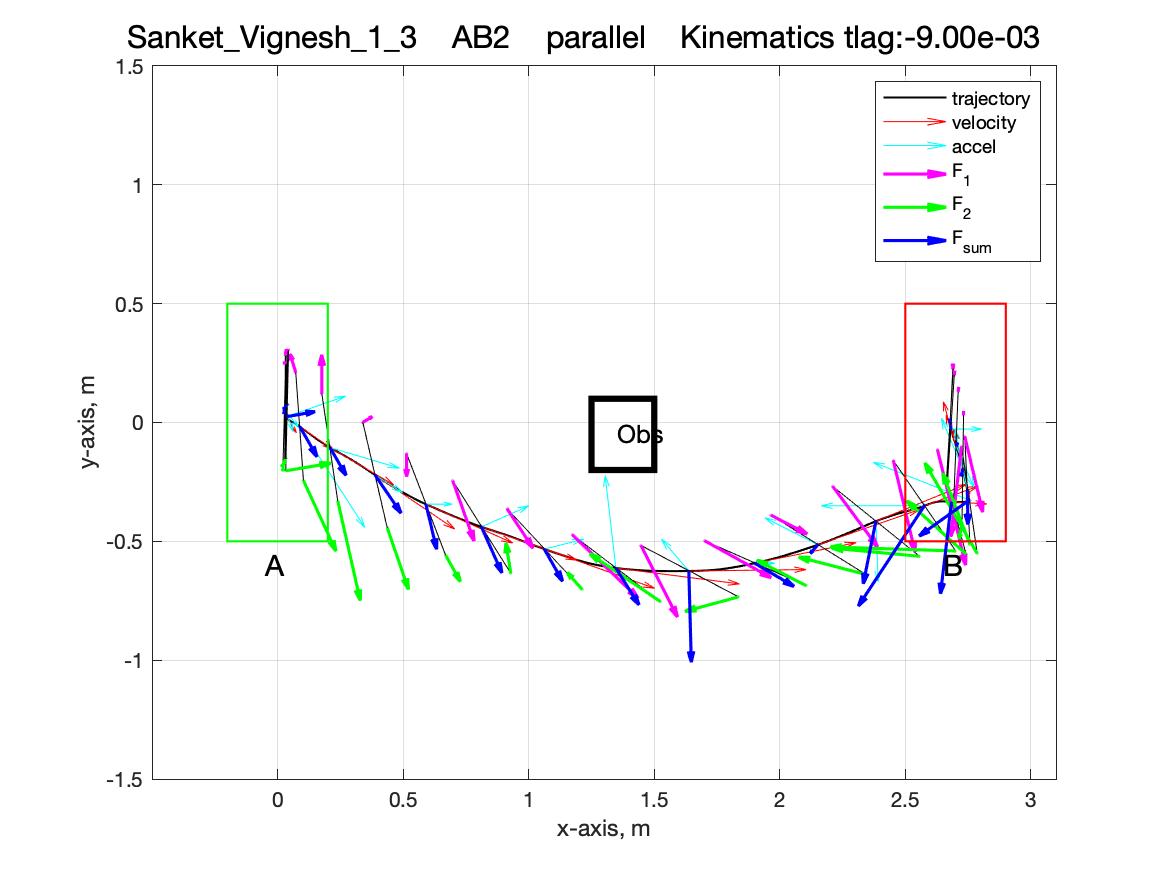 Sanket_Vignesh_1_3 AB2 parallel Kinematics tlag:-9.00e-03
1.5
1
0.5
0
-0.5
-1
-1.5
y-axis, m
trajectory
velocity
accel
F1
F2
Fsum
Obs
A
B
0
0.5
1
1.5
2
2.5
3
x-axis, m